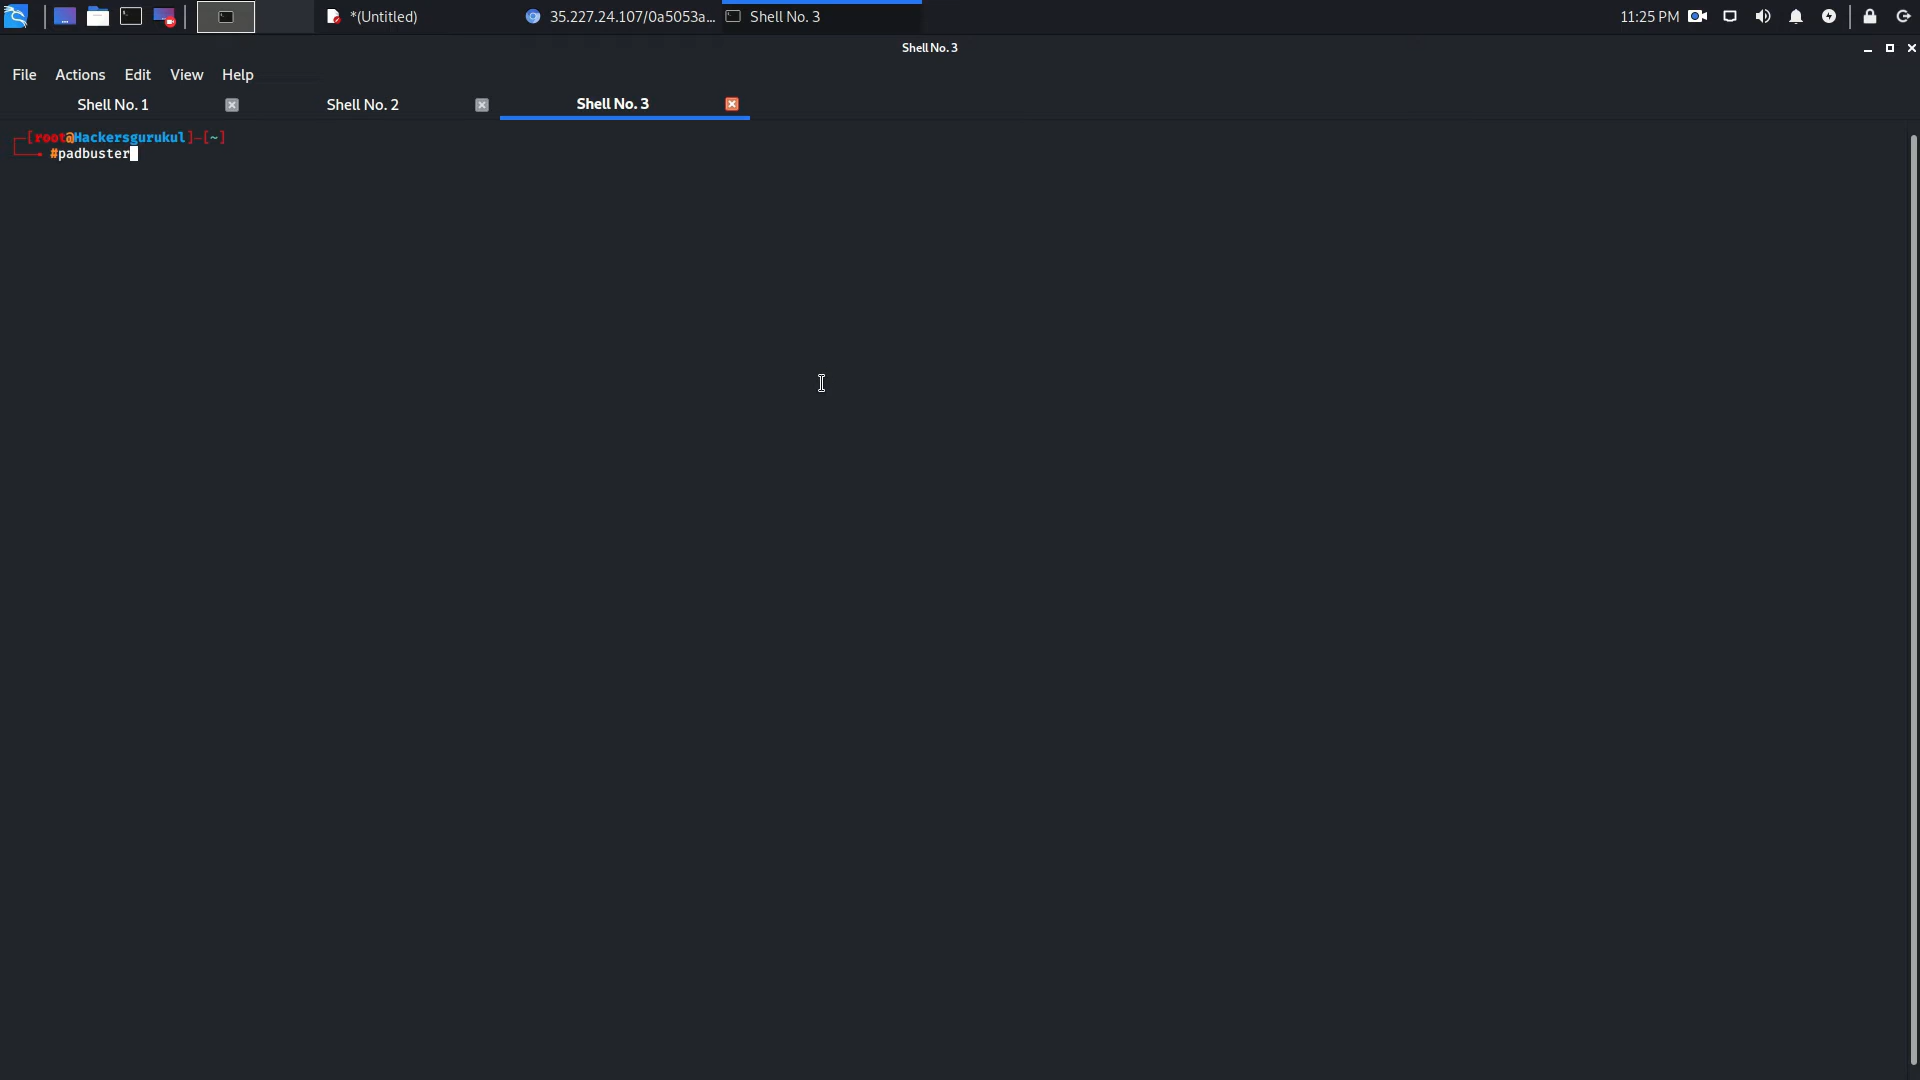 *(Untitled)
35.227.24.107/0a5053a...
Shell No. 3
11:25 PM
Shell No. 3
File Actions Edit View Help
Shell No. 1
Shell No. 2
Shell No. 3
[root@Hackersgurukul]-[~]
#padbuster